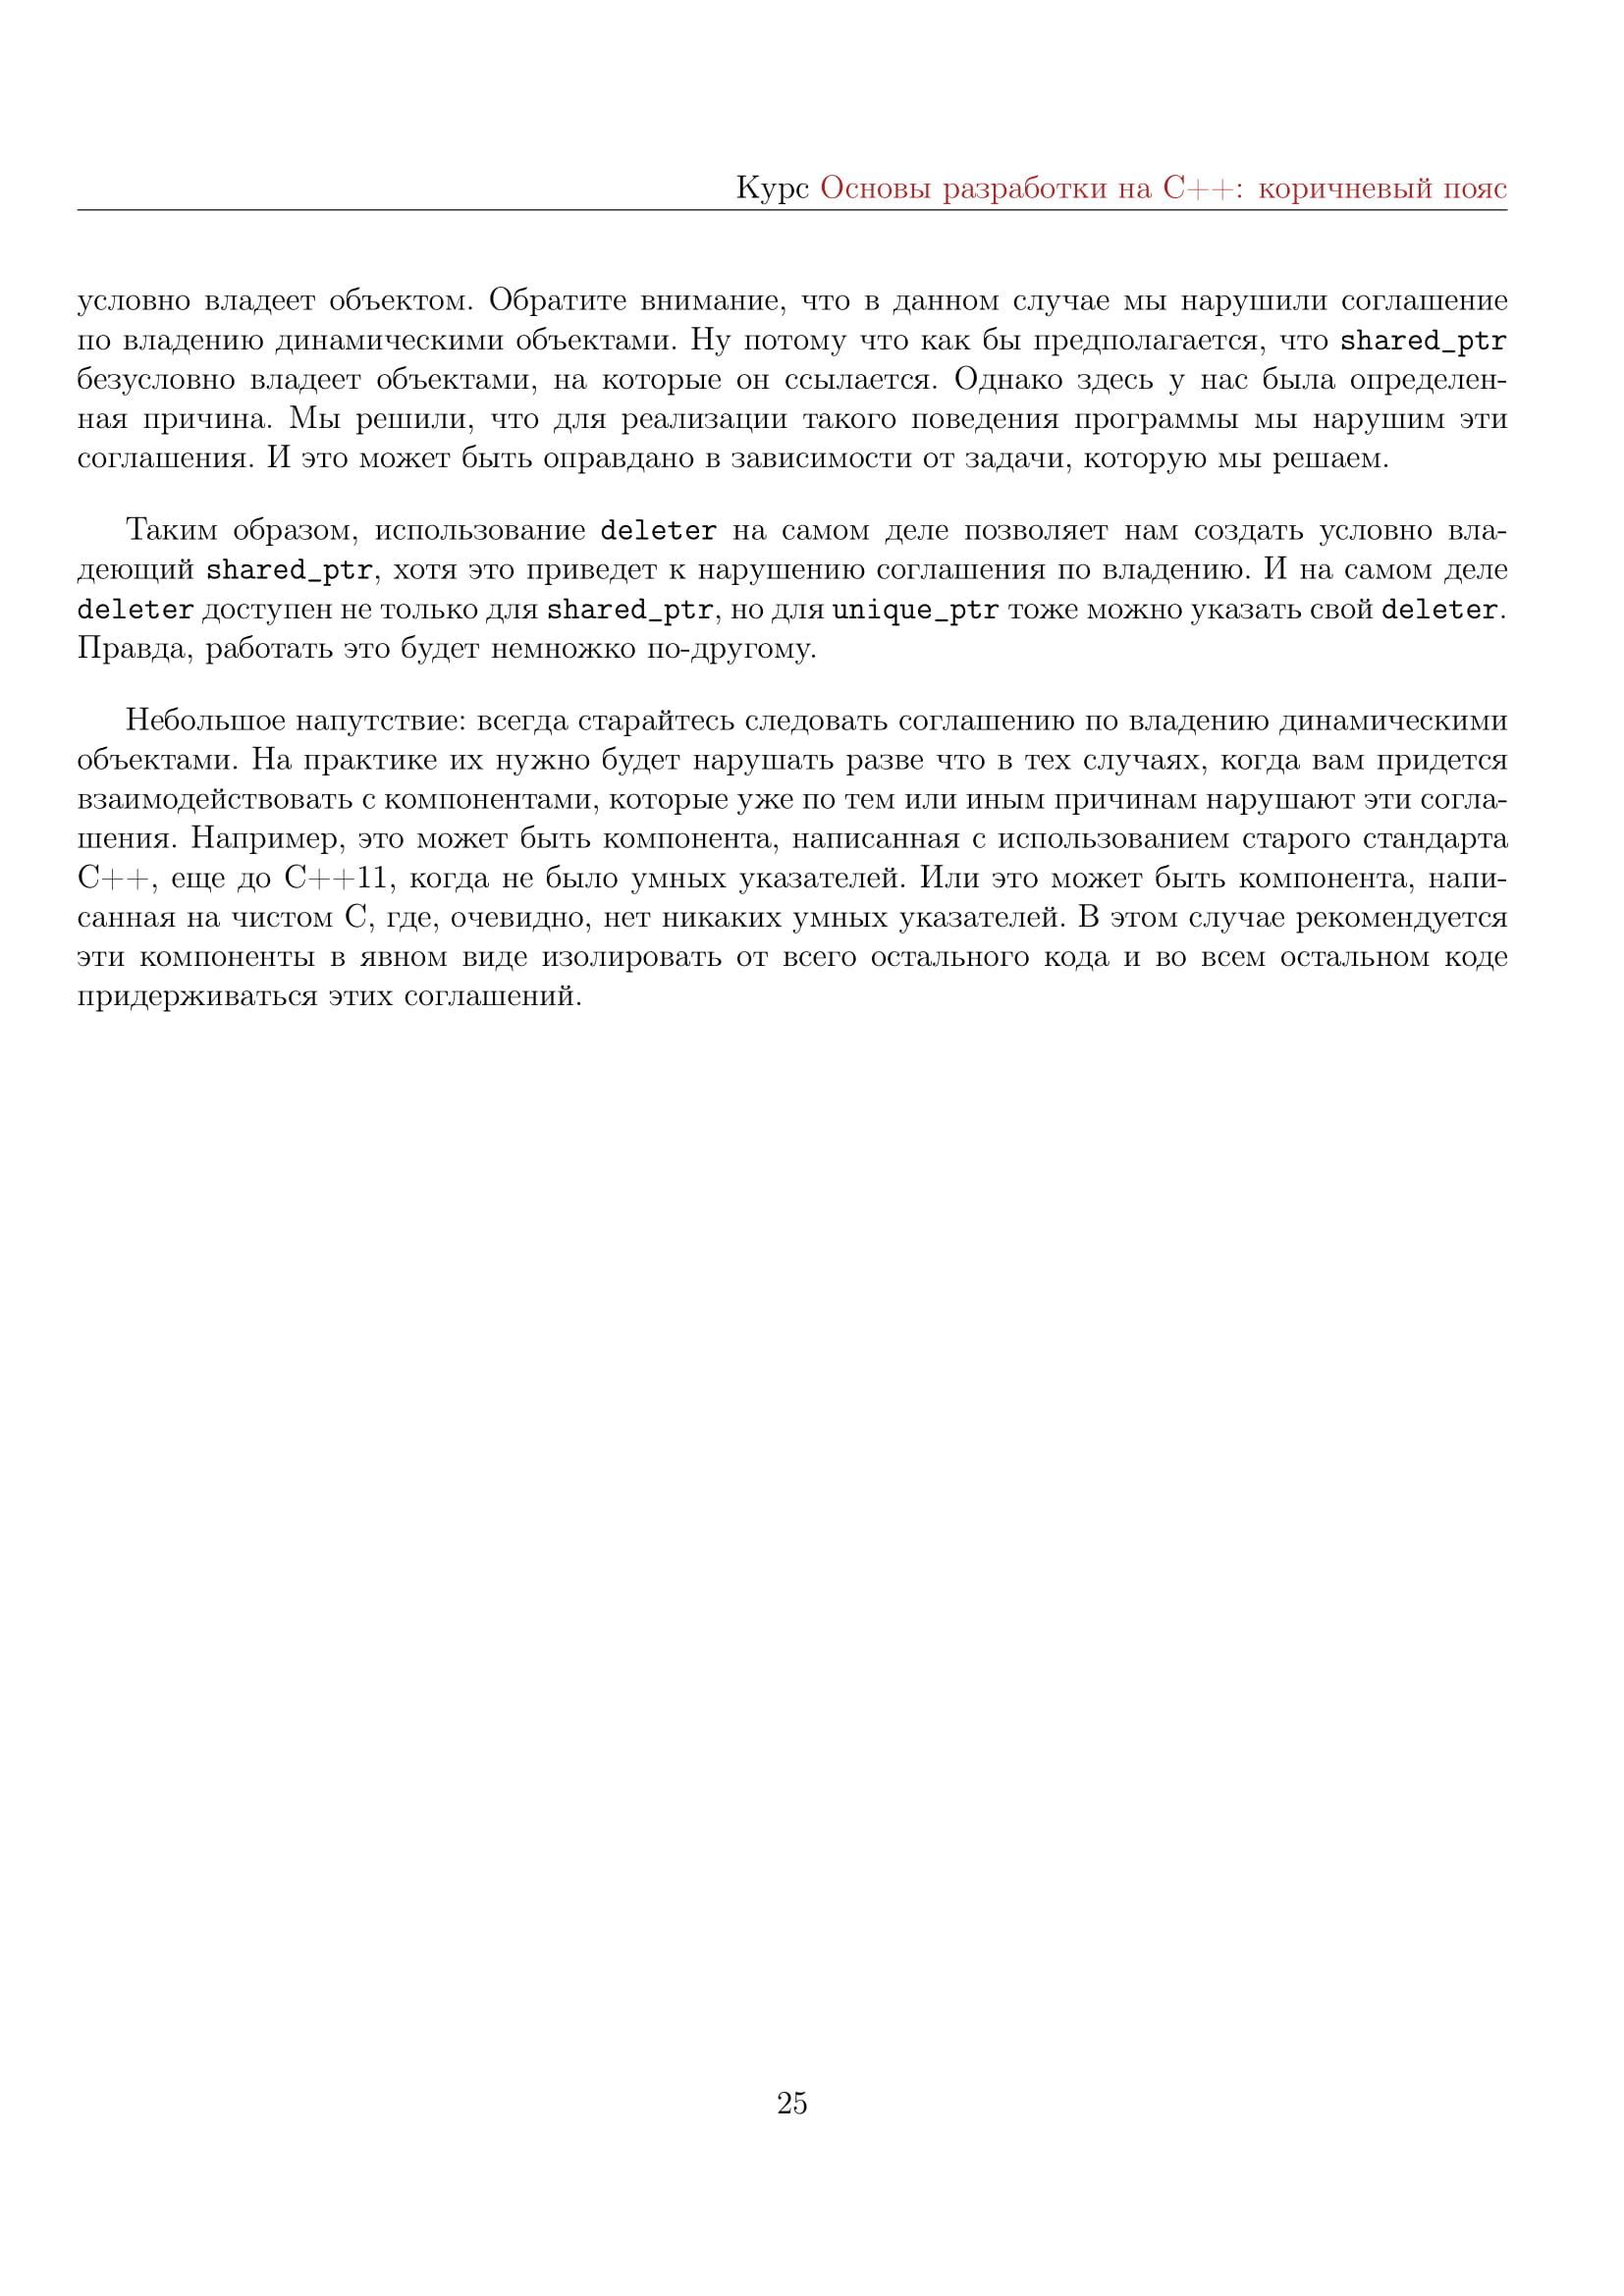 Курс Основы разработки на C++: коричневый пояс
условно владеет объектом. Обратите внимание, что в данном случае мы нарушили соглашение
по владению динамическими объектами. Ну потому что как бы предполагается, что shared_ptr
безусловно владеет объектами, на которые он ссылается. Однако здесь у нас была определен-
ная причина. Мы решили, что для реализации такого поведения программы мы нарушим эти
соглашения. И это может быть оправдано в зависимости от задачи, которую мы решаем.
Таким образом, использование deleter на самом деле позволяет нам создать условно вла-
деющий shared_ptr, хотя это приведет к нарушению соглашения по владению. И на самом деле
deleter доступен не только для shared_ptr, но для unique_ptr тоже можно указать свой deleter.
Правда, работать это будет немножко по-другому.
Небольшое напутствие: всегда старайтесь следовать соглашению по владению динамическими
объектами. На практике их нужно будет нарушать разве что в тех случаях, когда вам придется
взаимодействовать с компонентами, которые уже по тем или иным причинам нарушают эти согла-
шения. Например, это может быть компонента, написанная с использованием старого стандарта
C++, еще до C++11, когда не было умных указателей. Или это может быть компонента, напи-
санная на чистом C, где, очевидно, нет никаких умных указателей. В этом случае рекомендуется
эти компоненты в явном виде изолировать от всего остального кода и во всем остальном коде
придерживаться этих соглашений.
25